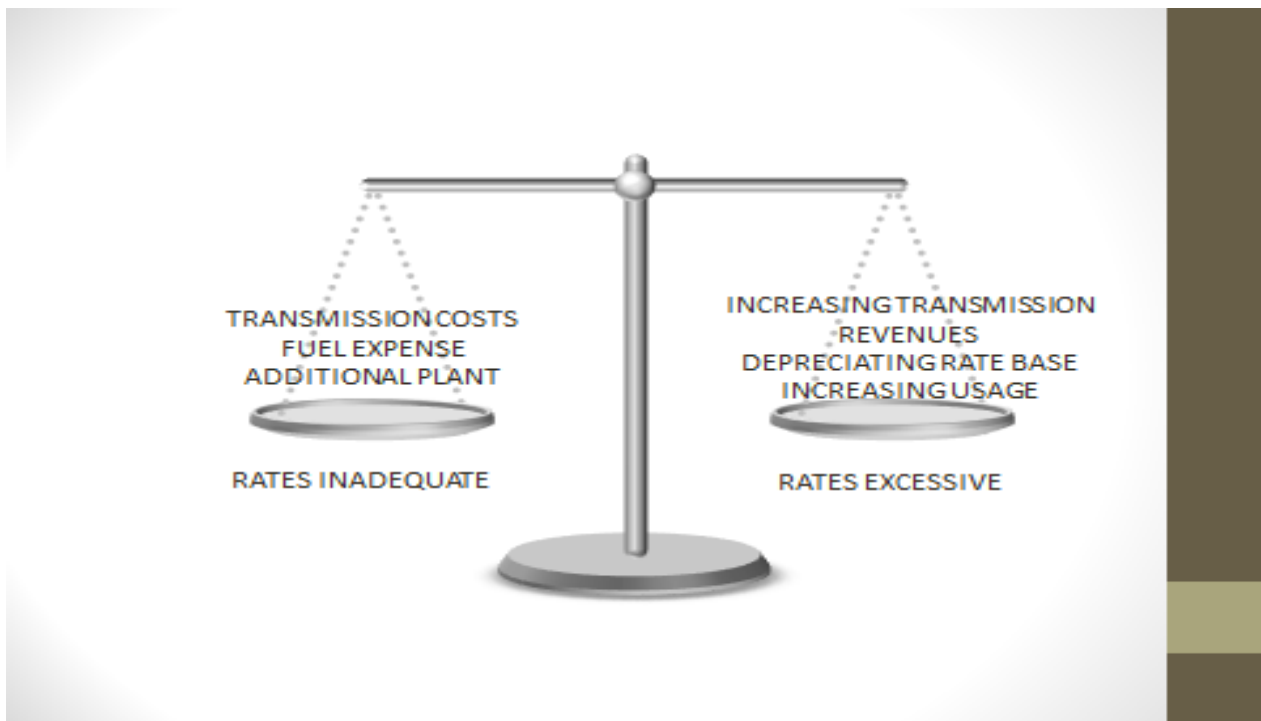 TRANSMISSION COSTS
FUEL EXPENSE
ADDITIONAL PLANT
RATES INADEQUATE
INCREASING TRANSMISSION
REVENUES
DEPRECIATING RATE BASE
INCREASING USAGE
RATES EXCESSIVE